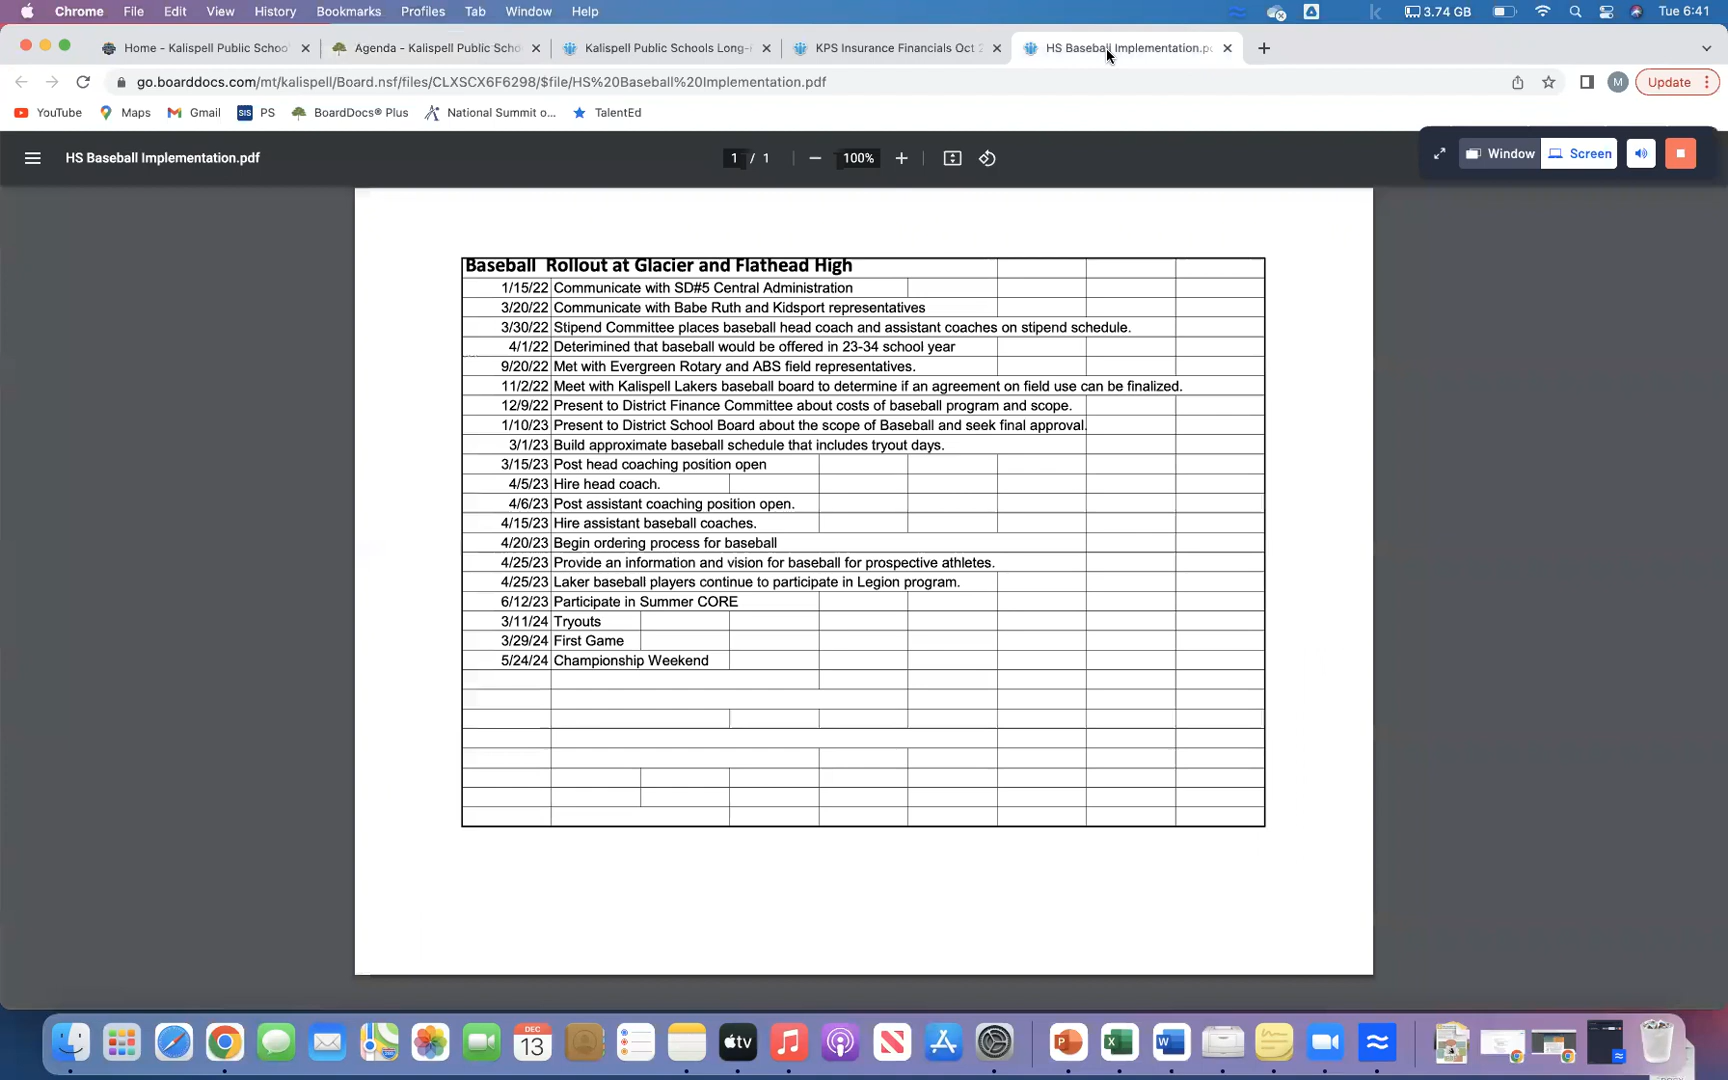 Chrome File Edit View History Bookmarks Profiles Tab Window Help 3.74 GB Tue 6:41
Home - Kalispell Public Schoo Agenda - Kalispell Public Scho Kalispell Public Schools Long- KPS Insurance Financials Oct 2 HS Baseball Implementation.p
go.boarddocs.com/mt/kalispell/Board.nsf/files/CLXSCX6F6298/$file/HS%20Baseball%20Implementation.pdf M Update
YouTube Maps Gmail SIS PS BoardDocs® Plus National Summit o... TalentEd
HS Baseball Implementation.pdf 1 / 1 100% Window Screen
Baseball Rollout at Glacier and Flathead High
1/15/22 Communicate with SD#5 Central Administration
3/20/22 Communicate with Babe Ruth and Kidsport representatives
3/30/22 Stipend Committee places baseball head coach and assistant coaches on stipend schedule.
4/1/22 Deterimined that baseball would be offered in 23-34 school year
9/20/22 Met with Evergreen Rotary and ABS field representatives.
11/2/22 Meet with Kalispell Lakers baseball board to determine if an agreement on field use can be finalized.
12/9/22 Present to District Finance Committee about costs of baseball program and scope.
1/10/23 Present to District School Board about the scope of Baseball and seek final approval.
3/1/23 Build approximate baseball schedule that includes tryout days.
3/15/23 Post head coaching position open
4/5/23 Hire head coach.
4/6/23 Post assistant coaching position open.
4/15/23 Hire assistant baseball coaches.
4/20/23 Begin ordering process for baseball
4/25/23 Provide an information and vision for baseball for prospective athletes.
4/25/23 Laker baseball players continue to participate in Legion program.
6/12/23 Participate in Summer CORE
3/11/24 Tryouts
3/29/24 First Game
5/24/24 Championship Weekend
DEC
13
tv